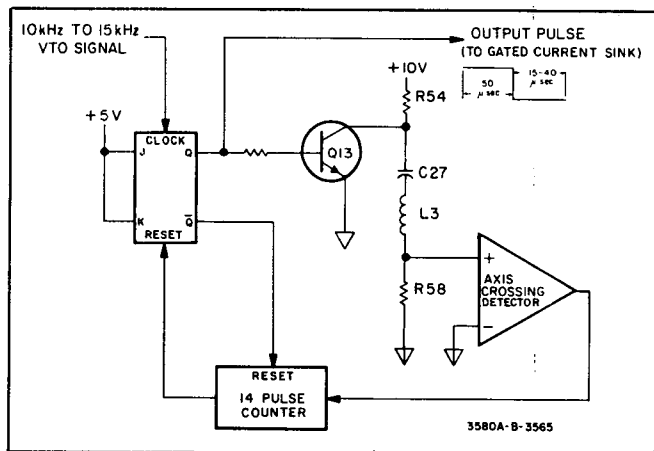 10kHz TO 15kHz
VTO SIGNAL
OUTPUT PULSE
(TO GATED CURRENT SINK)
50
μsec
15-40
μ sec
+10V
R54
+5V
CLOCK
J
Q
K
Q̅
RESET
Q13
C27
L3
R58
+
AXIS
CROSSING
DETECTOR
-
RESET
14 PULSE
COUNTER
3580A-B-3565